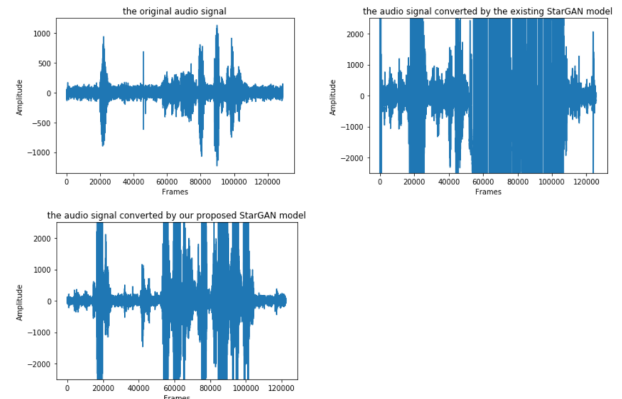 the original audio signal
1000
500
0
−500
−1000
Amplitude
0 20000 40000 60000 80000 100000 120000
Frames
the audio signal converted by the existing StarGAN model
2000
1000
0
−1000
−2000
Amplitude
0 20000 40000 60000 80000 100000 120000
Frames
the audio signal converted by our proposed StarGAN model
2000
1000
0
−1000
−2000
Amplitude
0 20000 40000 60000 80000 100000 120000
Frames